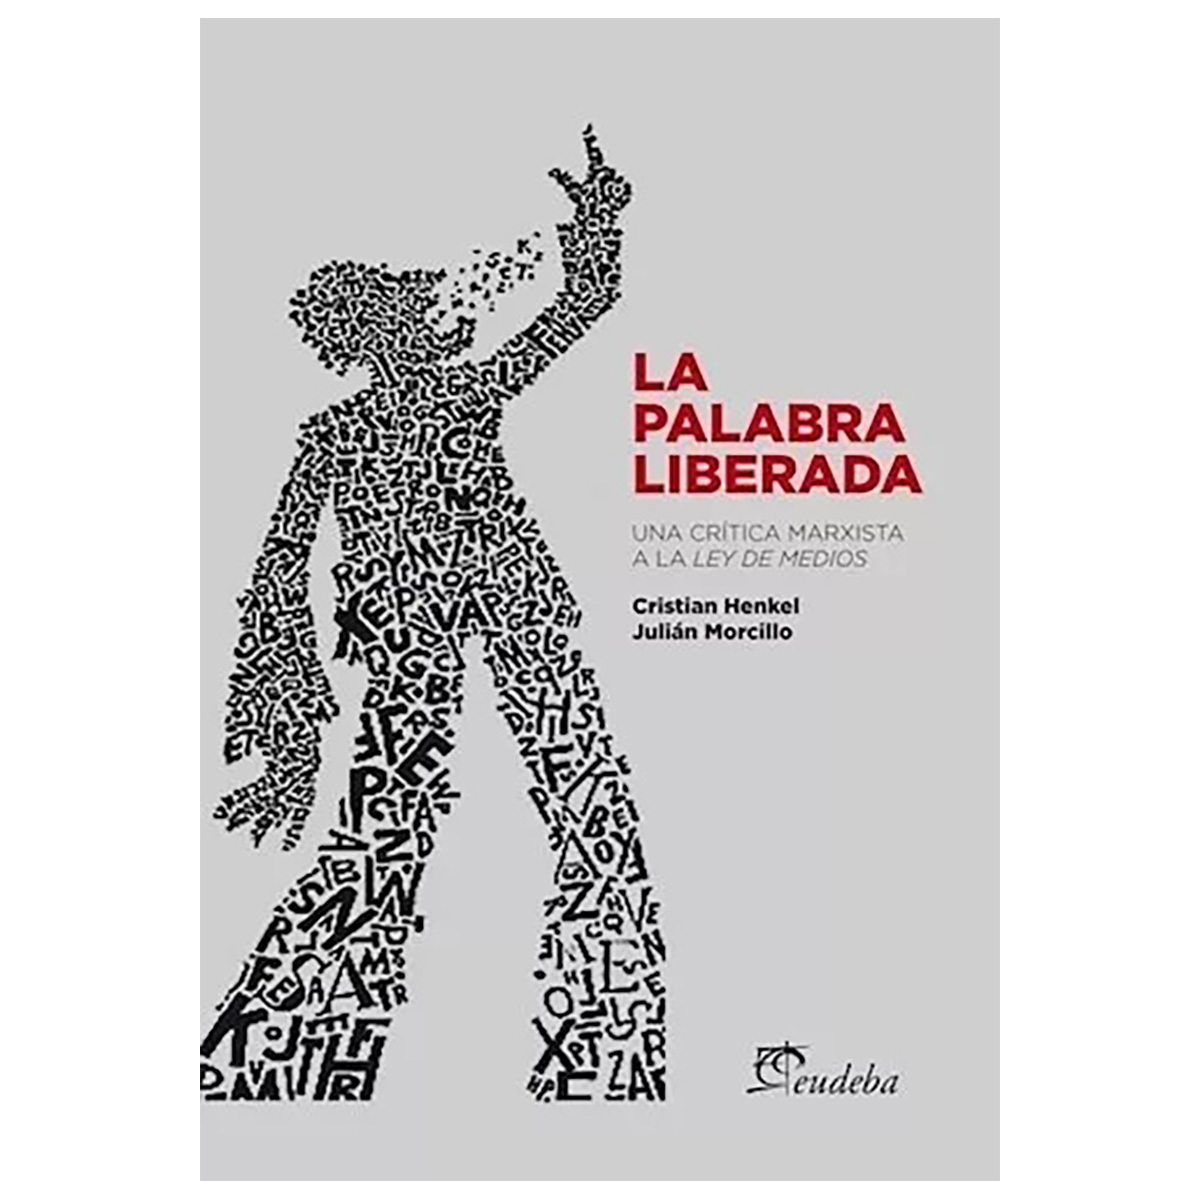 LA
PALABRA
LIBERADA
UNA CRÍTICA MARXISTA
A LA LEY DE MEDIOS
Cristian Henkel
Julián Morcillo
eudeba